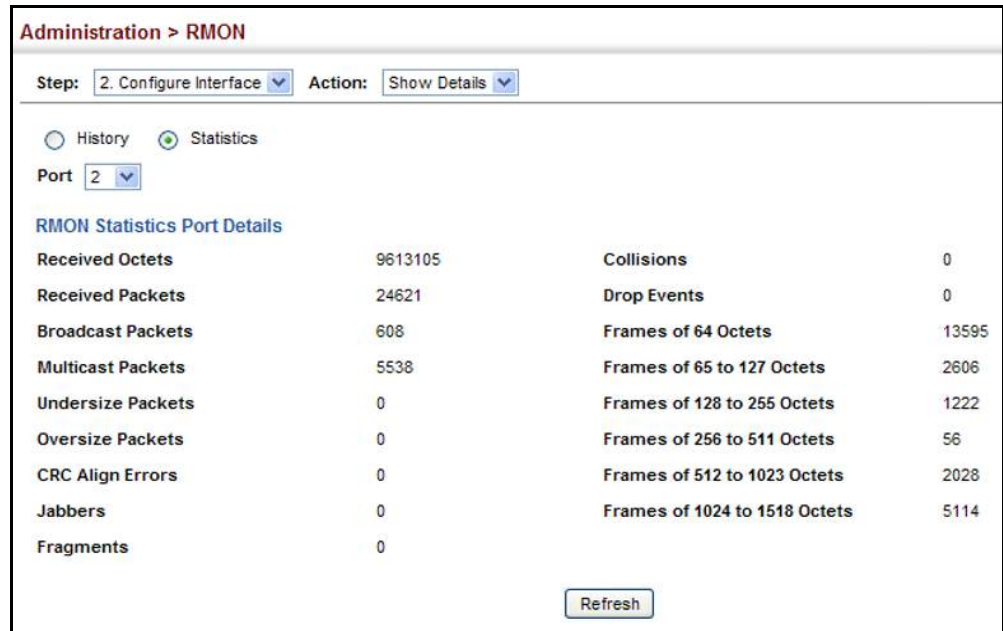 Administration > RMON
Step: 2. Configure Interface Action: Show Details
History Statistics
Port 2
RMON Statistics Port Details
Received Octets 9613105 Collisions 0
Received Packets 24621 Drop Events 0
Broadcast Packets 608 Frames of 64 Octets 13595
Multicast Packets 5538 Frames of 65 to 127 Octets 2606
Undersize Packets 0 Frames of 128 to 255 Octets 1222
Oversize Packets 0 Frames of 256 to 511 Octets 56
CRC Align Errors 0 Frames of 512 to 1023 Octets 2028
Jabbers 0 Frames of 1024 to 1518 Octets 5114
Fragments 0
Refresh